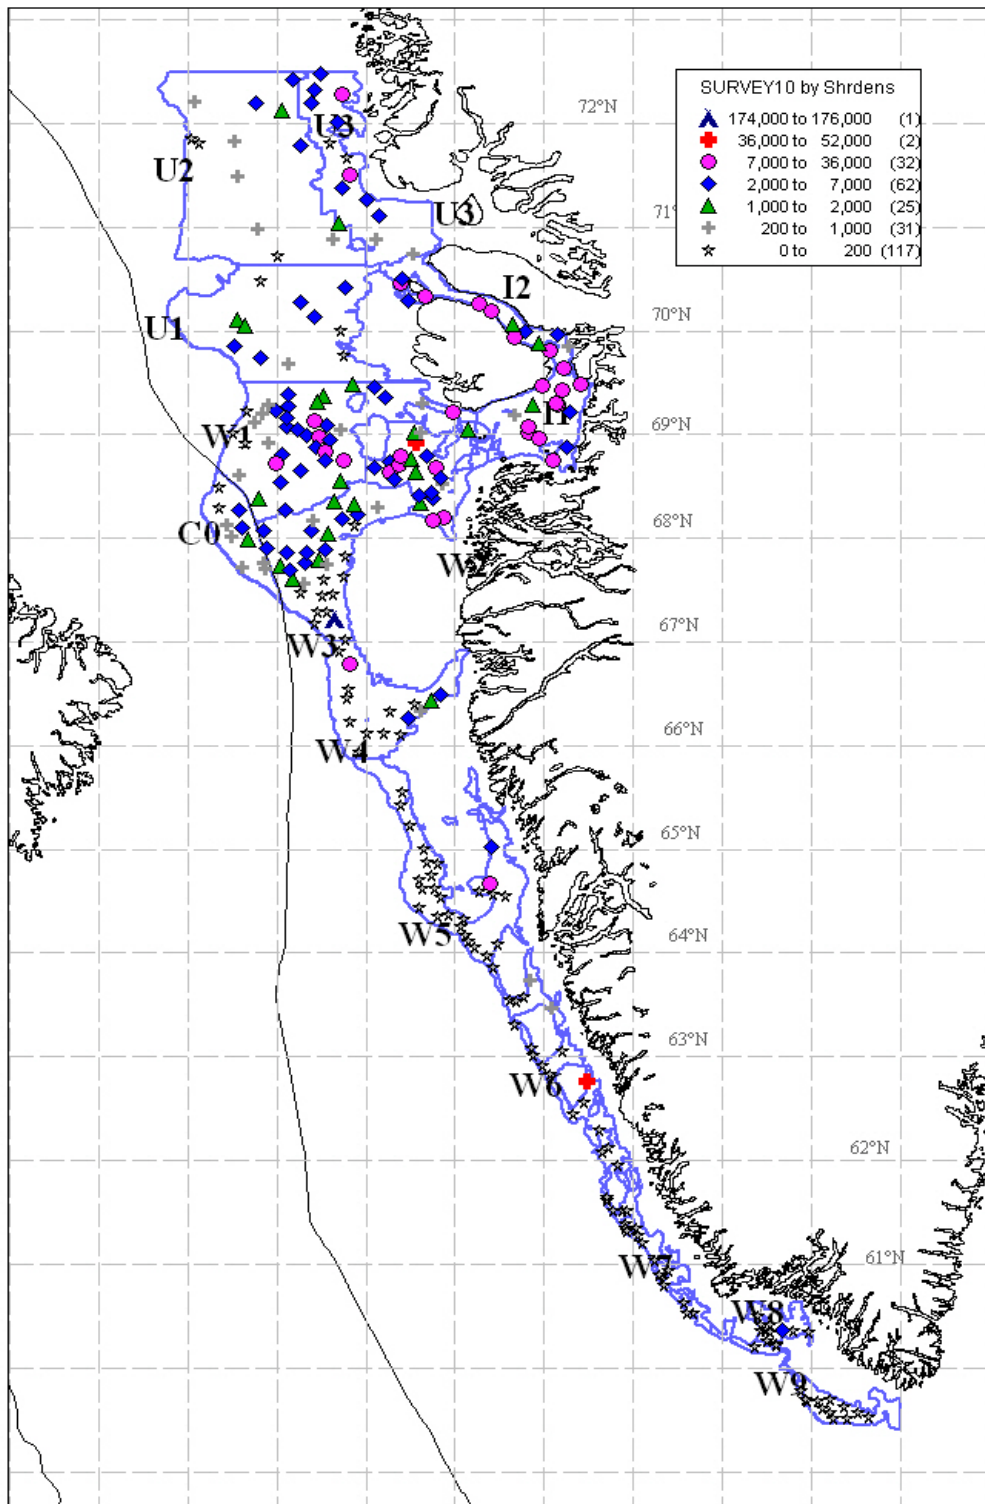 SURVEY10 by Shrdens
174,000 to 176,000 (1)
36,000 to 52,000 (2)
7,000 to 36,000 (32)
2,000 to 7,000 (62)
1,000 to 2,000 (25)
200 to 1,000 (31)
0 to 200 (117)
72°N
U3
U2
71°
U3
I2
70°N
U1
I1
69°N
W1
68°N
C0
W2
67°N
W3
66°N
W4
65°N
64°N
W5
63°N
W6
62°N
61°N
W7
W8
W9